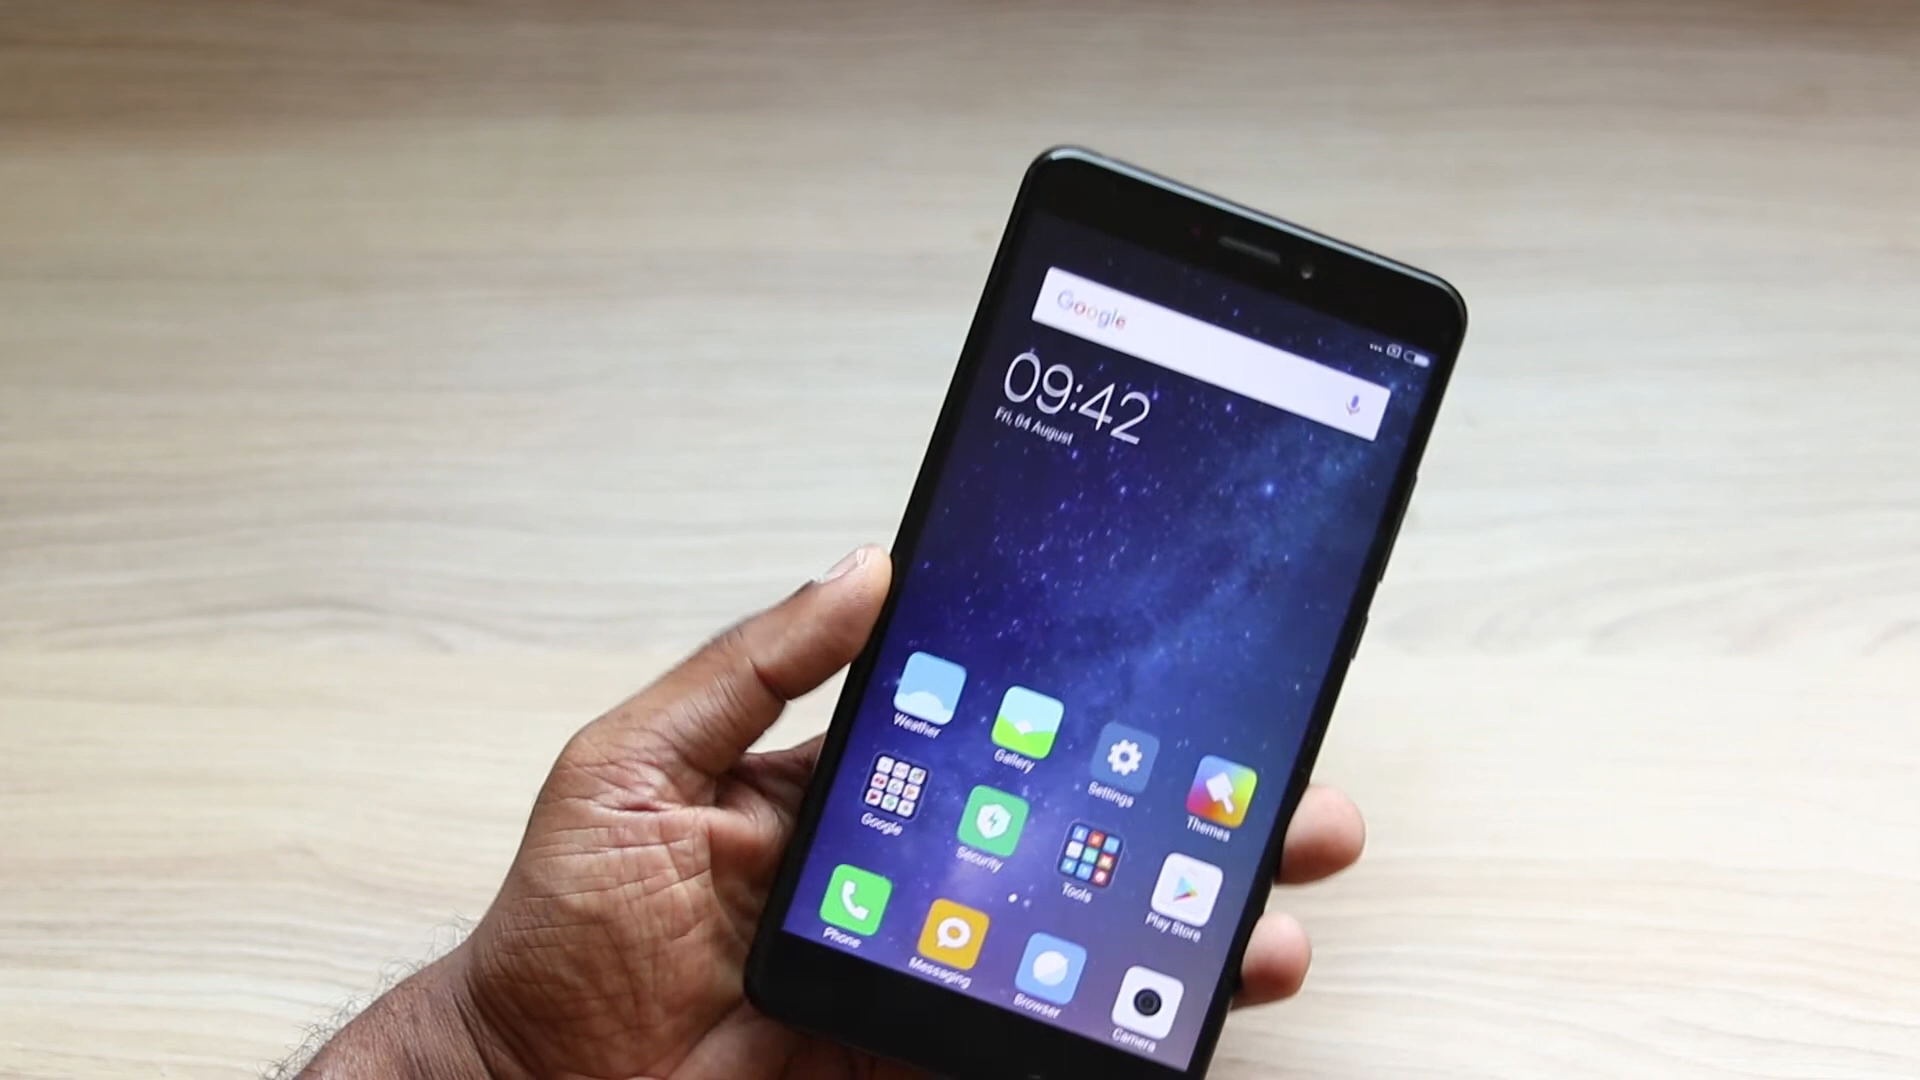 Google
09:42
Fri, 04 August
Weather
Gallery
Settings
Themes
Google
Security
Tools
Play Store
Phone
Messaging
Browser
Camera